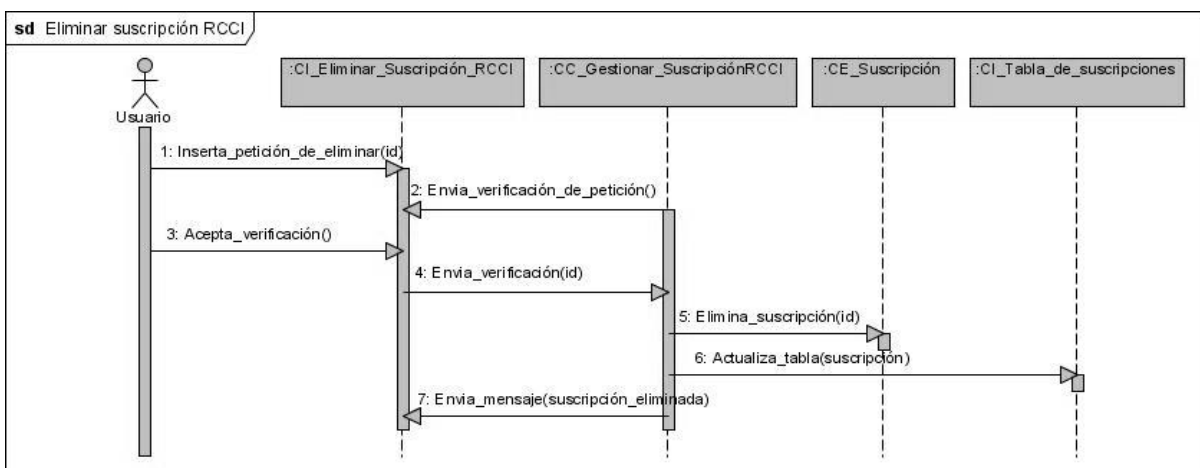 sd Eliminar suscripción RCCI
:CI_Eliminar_Suscripción_RCCI
:CC_Gestionar_SuscripciónRCCI
:CE_Suscripción
:CI_Tabla_de_suscripciones
Usuario
1: Inserta_petición_de_eliminar(id)
2: Envia_verificación_de_petición()
3: Acepta_verificación()
4: Envia_verificación(id)
5: Elimina_suscripción(id)
6: Actualiza_tabla(suscripción)
7: Envia_mensaje(suscripción_eliminada)